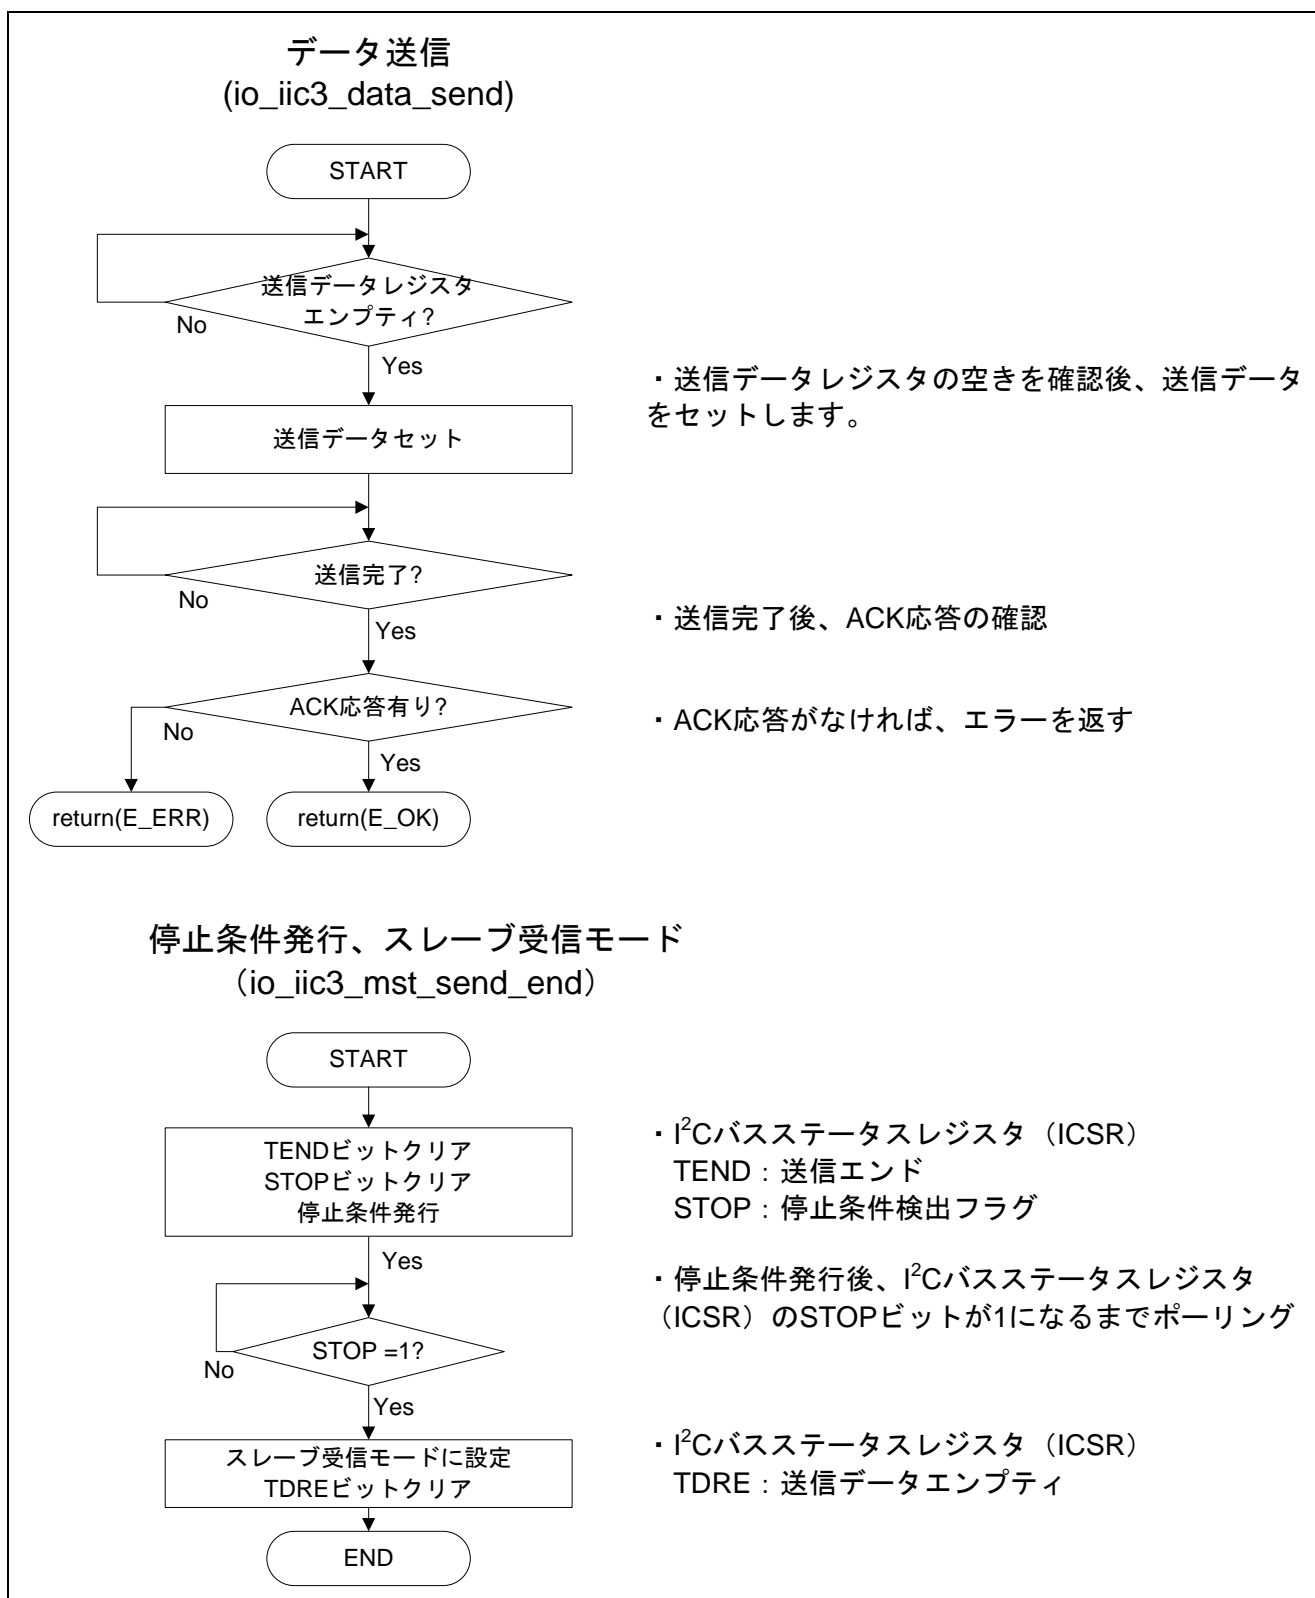 データ送信
(io_iic3_data_send)
START
送信データレジスタ
エンプティ?
No
Yes
・送信データレジスタの空きを確認後、送信データ
をセットします。
送信データセット
送信完了?
No
Yes
・送信完了後、ACK応答の確認
ACK応答有り?
No
Yes
・ACK応答がなければ、エラーを返す
return(E_ERR)
return(E_OK)
停止条件発行、スレーブ受信モード
（io_iic3_mst_send_end）
START
TENDビットクリア
STOPビットクリア
停止条件発行
・I²Cバスステータスレジスタ（ICSR）
TEND：送信エンド
STOP：停止条件検出フラグ
Yes
・停止条件発行後、I²Cバスステータスレジスタ
（ICSR）のSTOPビットが1になるまでポーリング
STOP =1?
No
Yes
スレーブ受信モードに設定
TDREビットクリア
・I²Cバスステータスレジスタ（ICSR）
TDRE：送信データエンプティ
END